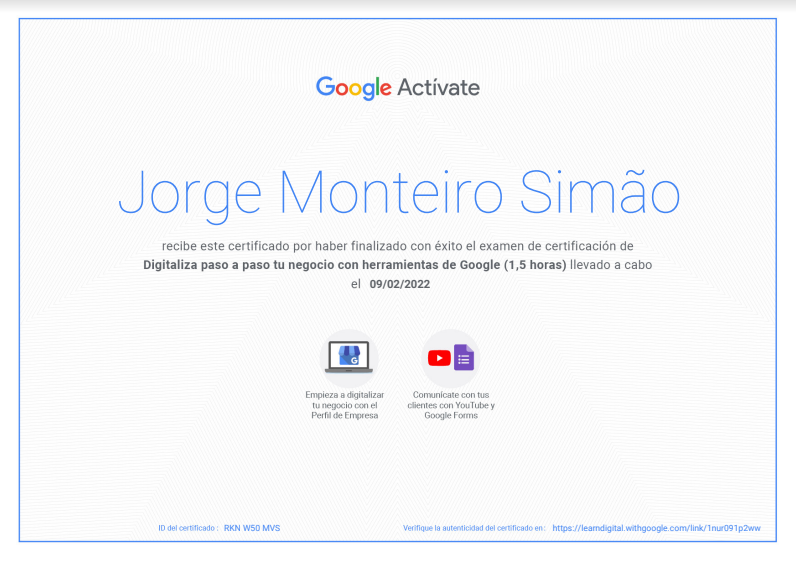 Google Actívate
Jorge Monteiro Simão
recibe este certificado por haber finalizado con éxito el examen de certificación de
Digitaliza paso a paso tu negocio con herramientas de Google (1,5 horas) llevado a cabo
el 09/02/2022
G
Empieza a digitalizar
tu negocio con el
Perfil de Empresa
Comunícate con tus
clientes con YouTube y
Google Forms
ID del certificado : RKN W50 MVS
Verifique la autenticidad del certificado en: https://learndigital.withgoogle.com/link/1nur091p2ww